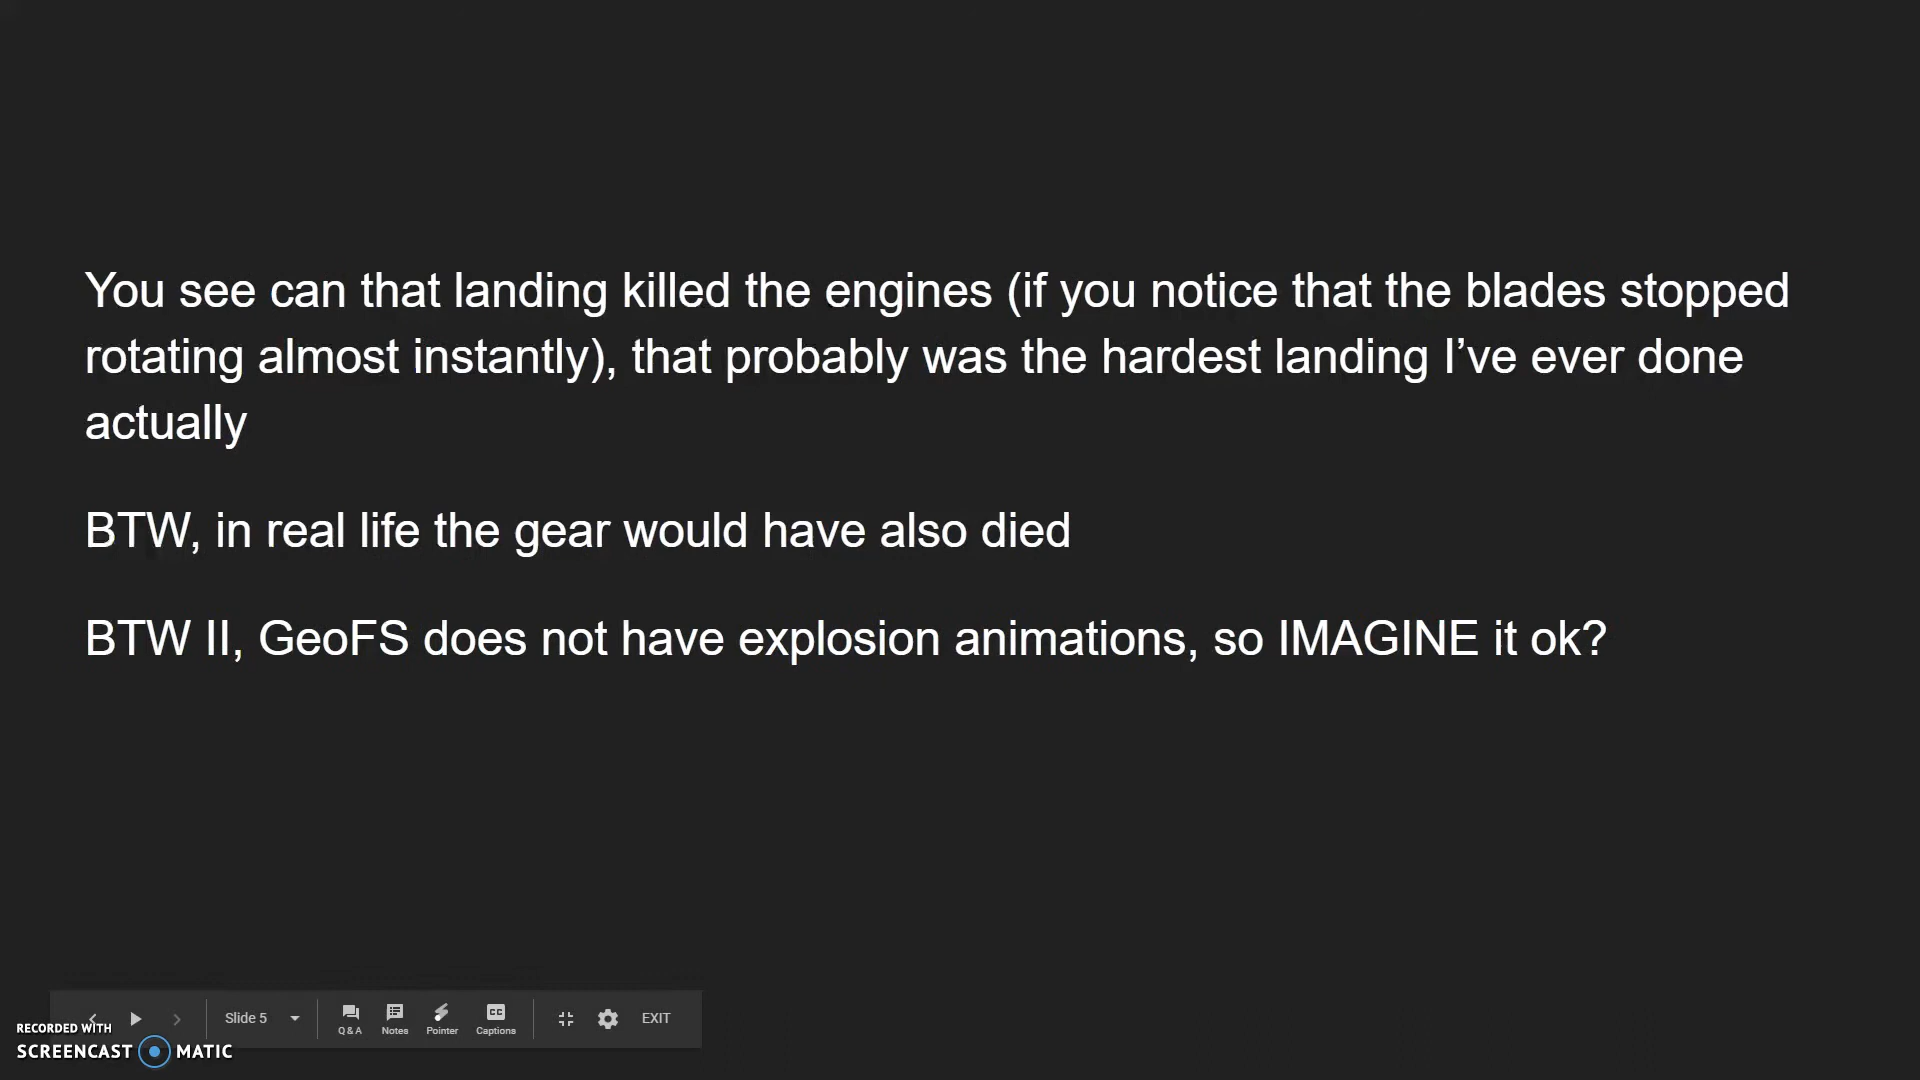 You see can that landing killed the engines (if you notice that the blades stopped
rotating almost instantly), that probably was the hardest landing I’ve ever done
actually
BTW, in real life the gear would have also died
BTW II, GeoFS does not have explosion animations, so IMAGINE it ok?
Slide 5
Q & A Notes Pointer CC Captions
EXIT
RECORDED WITH
SCREENCAST MATIC